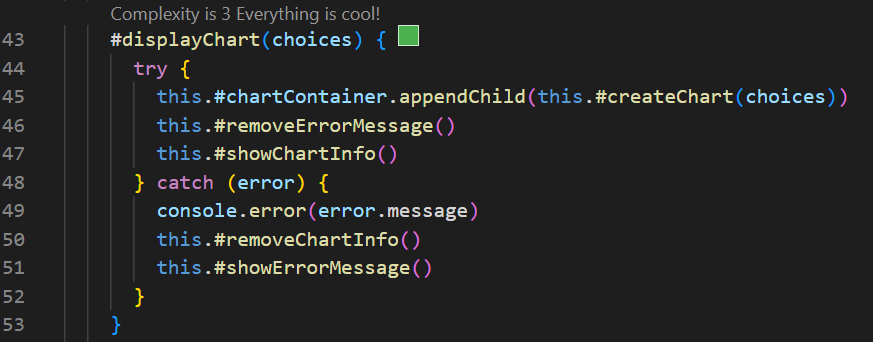 Complexity is 3 Everything is cool!
43 #displayChart(choices) {
44 try {
45 this.#chartContainer.appendChild(this.#createChart(choices))
46 this.#removeErrorMessage()
47 this.#showChartInfo()
48 } catch (error) {
49 console.error(error.message)
50 this.#removeChartInfo()
51 this.#showErrorMessage()
52 }
53 }